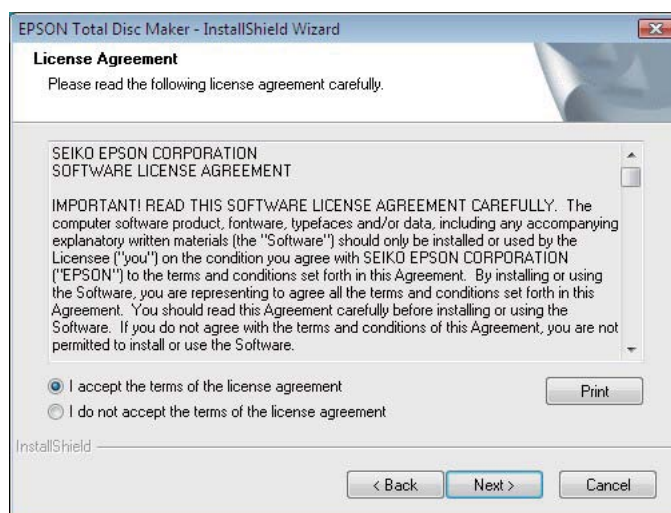 EPSON Total Disc Maker - InstallShield Wizard
License Agreement
Please read the following license agreement carefully.
SEIKO EPSON CORPORATION
SOFTWARE LICENSE AGREEMENT
IMPORTANT! READ THIS SOFTWARE LICENSE AGREEMENT CAREFULLY. The
computer software product, fontware, typefaces and/or data, including any accompanying
explanatory written materials (the "Software") should only be installed or used by the
Licensee ("you") on the condition you agree with SEIKO EPSON CORPORATION
("EPSON") to the terms and conditions set forth in this Agreement. By installing or using
the Software, you are representing to agree all the terms and conditions set forth in this
Agreement. You should read this Agreement carefully before installing or using the
Software. If you do not agree with the terms and conditions of this Agreement, you are not
permitted to install or use the Software.
I accept the terms of the license agreement
Print
I do not accept the terms of the license agreement
InstallShield
< Back
Next >
Cancel